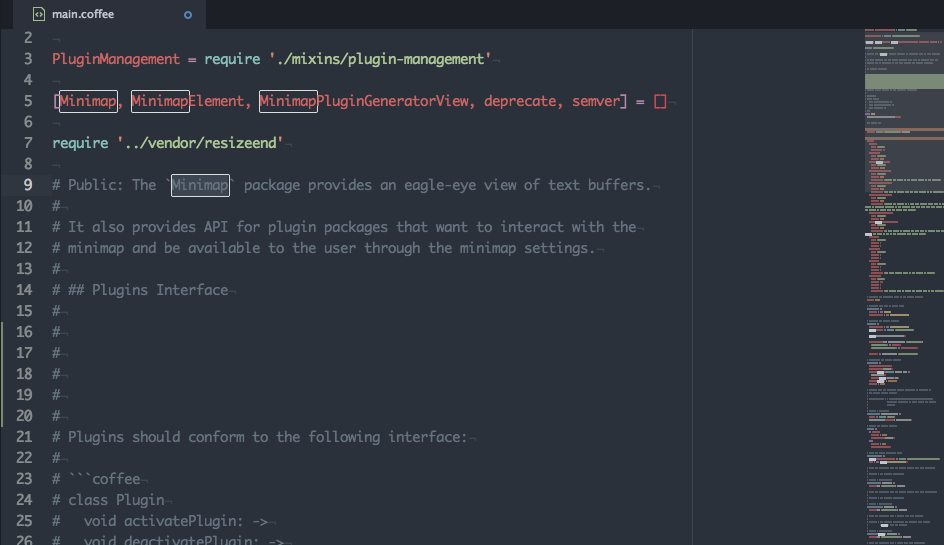 main.coffee
2
3 PluginManagement = require './mixins/plugin-management'¬
4
5 [Minimap, MinimapElement, MinimapPluginGeneratorView, deprecate, semver] = []¬
6
7 require '../vendor/resizeend'¬
8
9 # Public: The `Minimap` package provides an eagle-eye view of text buffers.¬
10 #¬
11 # It also provides API for plugin packages that want to interact with the¬
12 # minimap and be available to the user through the minimap settings.¬
13 #¬
14 # ## Plugins Interface¬
15 #¬
16 #¬
17 #¬
18 #¬
19 #¬
20 #¬
21 # Plugins should conform to the following interface:¬
22 #¬
23 # ```coffee¬
24 # class Plugin¬
25 #   void activatePlugin: ->¬
26 #   void deactivatePlugin: ->¬